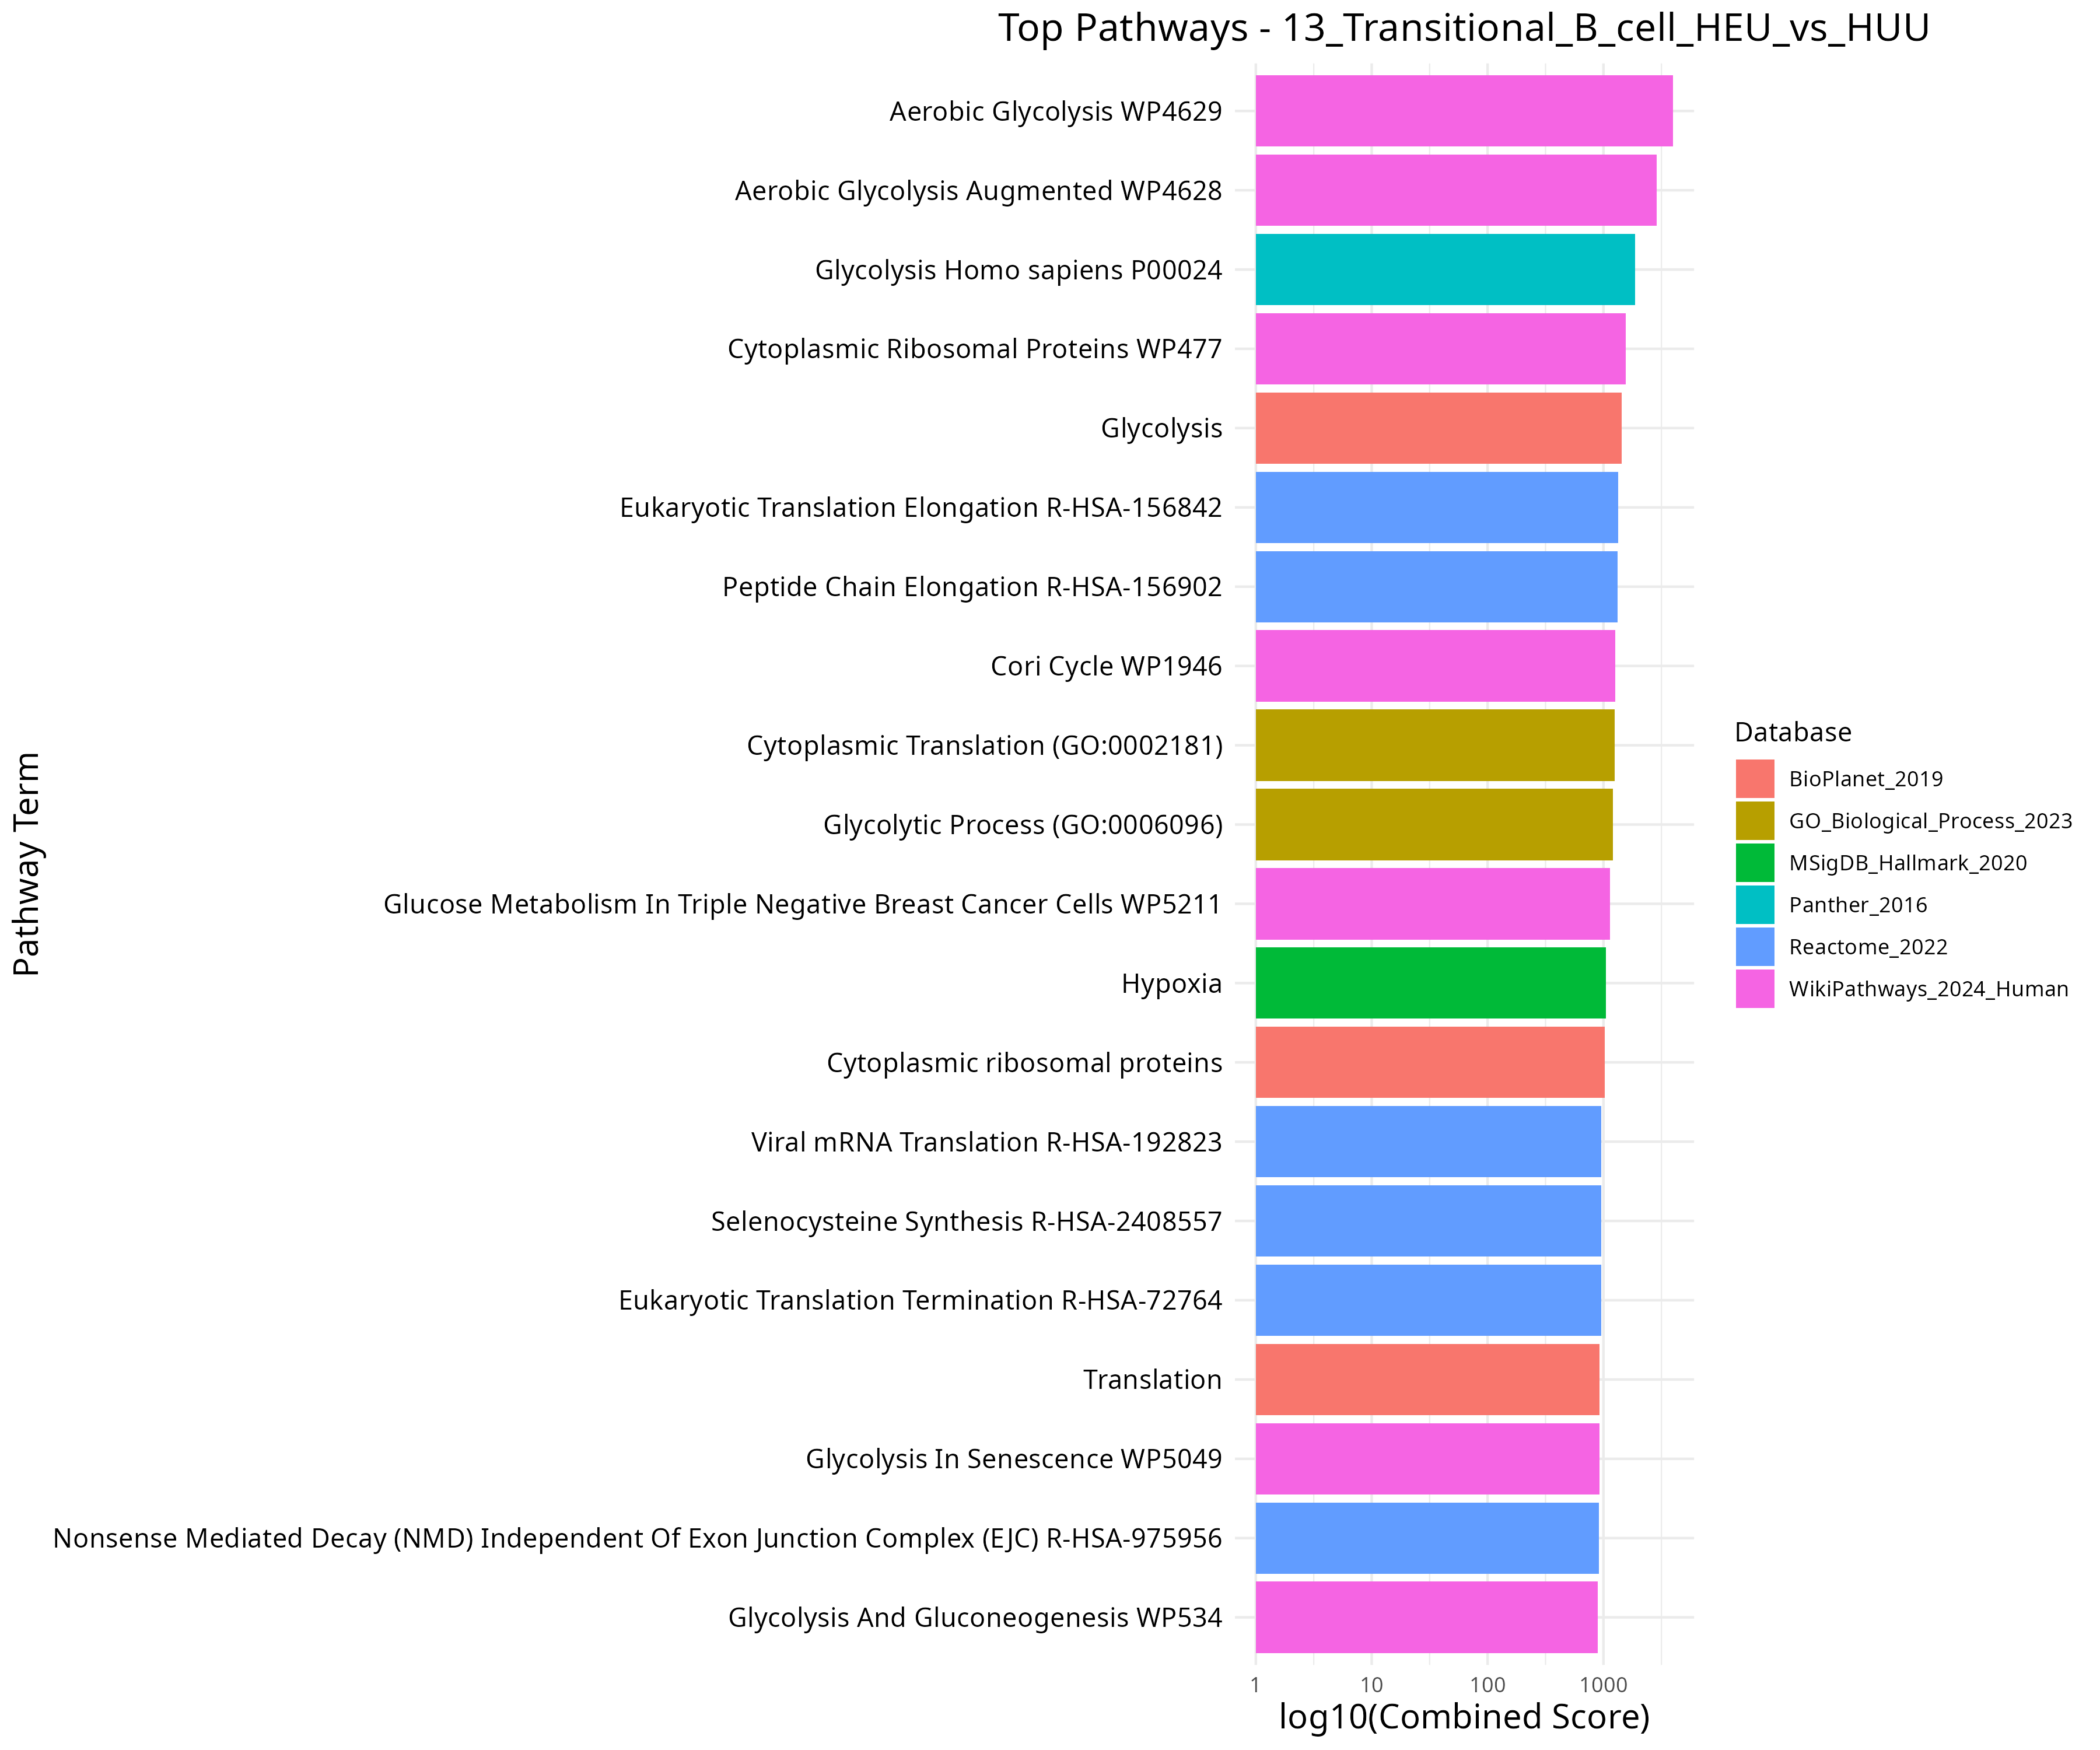 Top Pathways - 13_Transitional_B_cell_HEU_vs_HUU
Pathway Term
Aerobic Glycolysis WP4629
Aerobic Glycolysis Augmented WP4628
Glycolysis Homo sapiens P00024
Cytoplasmic Ribosomal Proteins WP477
Glycolysis
Eukaryotic Translation Elongation R-HSA-156842
Peptide Chain Elongation R-HSA-156902
Cori Cycle WP1946
Cytoplasmic Translation (GO:0002181)
Glycolytic Process (GO:0006096)
Glucose Metabolism In Triple Negative Breast Cancer Cells WP5211
Hypoxia
Cytoplasmic ribosomal proteins
Viral mRNA Translation R-HSA-192823
Selenocysteine Synthesis R-HSA-2408557
Eukaryotic Translation Termination R-HSA-72764
Translation
Glycolysis In Senescence WP5049
Nonsense Mediated Decay (NMD) Independent Of Exon Junction Complex (EJC) R-HSA-975956
Glycolysis And Gluconeogenesis WP534
1 10 100 1000
log10(Combined Score)
Database
BioPlanet_2019
GO_Biological_Process_2023
MSigDB_Hallmark_2020
Panther_2016
Reactome_2022
WikiPathways_2024_Human